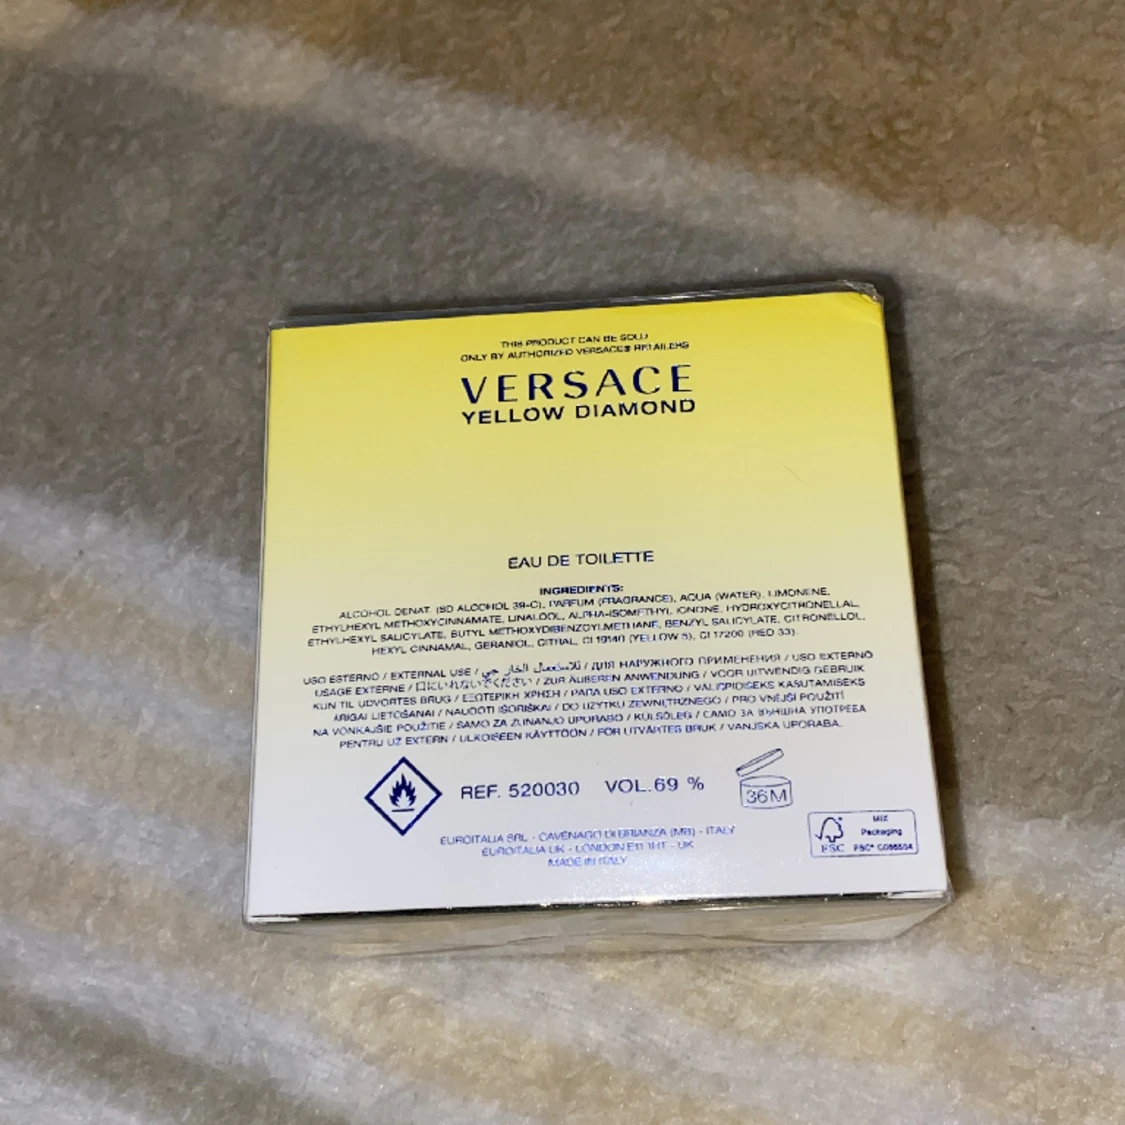 THIS PRODUCT CAN BE SOLD
ONLY BY AUTHORIZED VERSACE® RETAILERS
VERSACE
YELLOW DIAMOND
EAU DE TOILETTE
INGREDIENTS:
ALCOHOL DENAT. (SD ALCOHOL 39-C), PARFUM (FRAGRANCE), AQUA (WATER), LIMONENE,
ETHYLHEXYL METHOXYCINNAMATE, LINALOOL, ALPHA-ISOMETHYL IONONE, HYDROXYCITRONELLAL,
ETHYLHEXYL SALICYLATE, BUTYL METHOXYDIBENZOYLMETHANE, BENZYL SALICYLATE, CITRONELLOL,
HEXYL CINNAMAL, GERANIOL, CITRAL, CI 19140 (YELLOW 5), CI 17200 (RED 33).
USO ESTERNO / EXTERNAL USE / للاستعمال الخارجي / ДЛЯ НАРУЖНОГО ПРИМЕНЕНИЯ / USO EXTERNO
USAGE EXTERNE / 口にいれないでください / ZUR ÄUßEREN ANWENDUNG / VOOR UITWENDIG GEBRUIK
KUN TIL UDVORTES BRUG / ΕΞΩΤΕΡΙΚΗ ΧΡΗΣΗ / PARA USO EXTERNO / VÄLISPIDISEKS KASUTAMISEKS
ĀRĪGAI LIETOŠANAI / NAUDOTI IŠORIŠKAI / DO UŻYTKU ZEWNĘTRZNEGO / PRO VNĚJŠÍ POUŽITÍ
NA VONKAJŠIE POUŽITIE / SAMO ZA ZUNANJO UPORABO / KÜLSŐLEG / САМО ЗА ВЪНШНА УПОТРЕБА
PENTRU UZ EXTERN / ULKOISEEN KÄYTTÖÖN / FÖR UTVÄRTES BRUK / VANJSKA UPORABA.
REF. 520030 VOL.69 % 36M
EUROITALIA SRL - CAVENAGO DI BRIANZA (MB) - ITALY
EUROITALIA UK - LONDON E11 1HT - UK
MADE IN ITALY
FSC
MIX
Packaging
FSC®